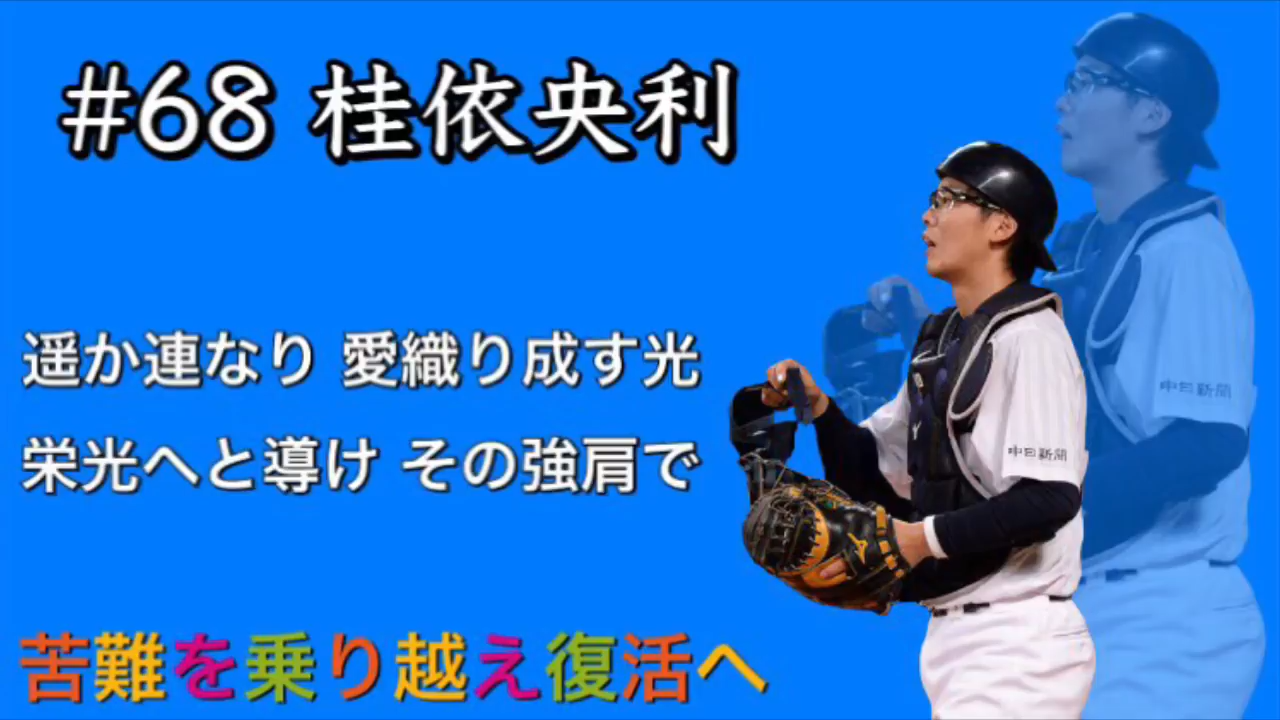 #68 桂依央利
遥か連なり 愛織り成す光
栄光へと導け その強肩で
苦難を乗り越え復活へ
中日新聞
中日新聞